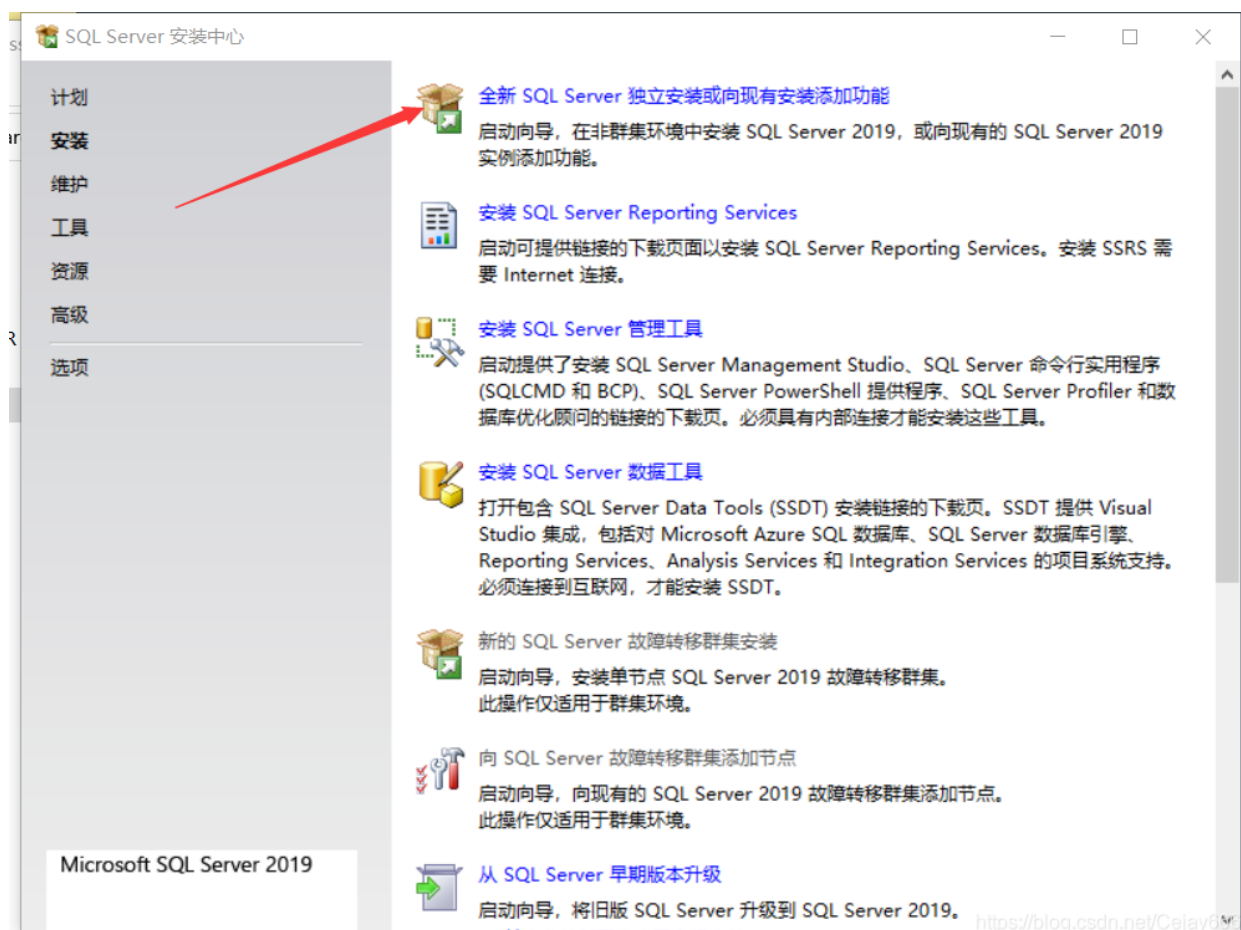 SQL Server 安装中心
计划
安装
维护
工具
资源
高级
选项
全新 SQL Server 独立安装或向现有安装添加功能
启动向导，在非群集环境中安装 SQL Server 2019，或向现有的 SQL Server 2019
实例添加功能。
安装 SQL Server Reporting Services
启动可提供链接的下载页面以安装 SQL Server Reporting Services。安装 SSRS 需
要 Internet 连接。
安装 SQL Server 管理工具
启动提供了安装 SQL Server Management Studio、SQL Server 命令行实用程序
(SQLCMD 和 BCP)、SQL Server PowerShell 提供程序、SQL Server Profiler 和数
据库优化顾问的链接的下载页。必须具有内部连接才能安装这些工具。
安装 SQL Server 数据工具
打开包含 SQL Server Data Tools (SSDT) 安装链接的下载页。SSDT 提供 Visual
Studio 集成，包括对 Microsoft Azure SQL 数据库、SQL Server 数据库引擎、
Reporting Services、Analysis Services 和 Integration Services 的项目系统支持。
必须连接到互联网，才能安装 SSDT。
新的 SQL Server 故障转移群集安装
启动向导，安装单节点 SQL Server 2019 故障转移群集。
此操作仅适用于群集环境。
向 SQL Server 故障转移群集添加节点
启动向导，向现有的 SQL Server 2019 故障转移群集添加节点。
此操作仅适用于群集环境。
从 SQL Server 早期版本升级
启动向导，将旧版 SQL Server 升级到 SQL Server 2019。
Microsoft SQL Server 2019